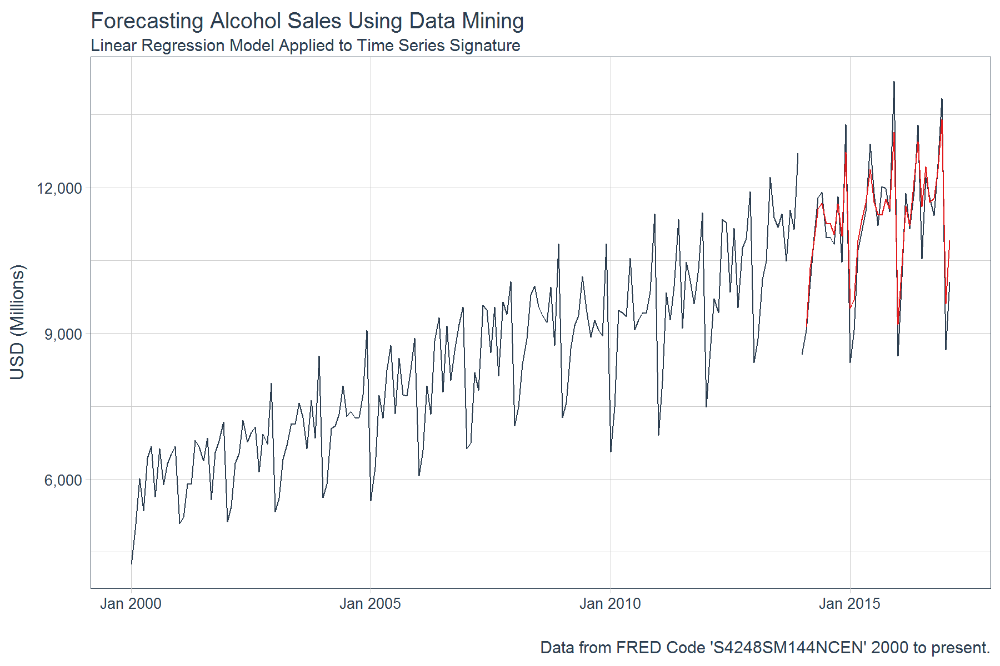 Forecasting Alcohol Sales Using Data Mining
Linear Regression Model Applied to Time Series Signature
USD (Millions)
12,000
9,000
6,000
Jan 2000 Jan 2005 Jan 2010 Jan 2015
Data from FRED Code 'S4248SM144NCEN' 2000 to present.